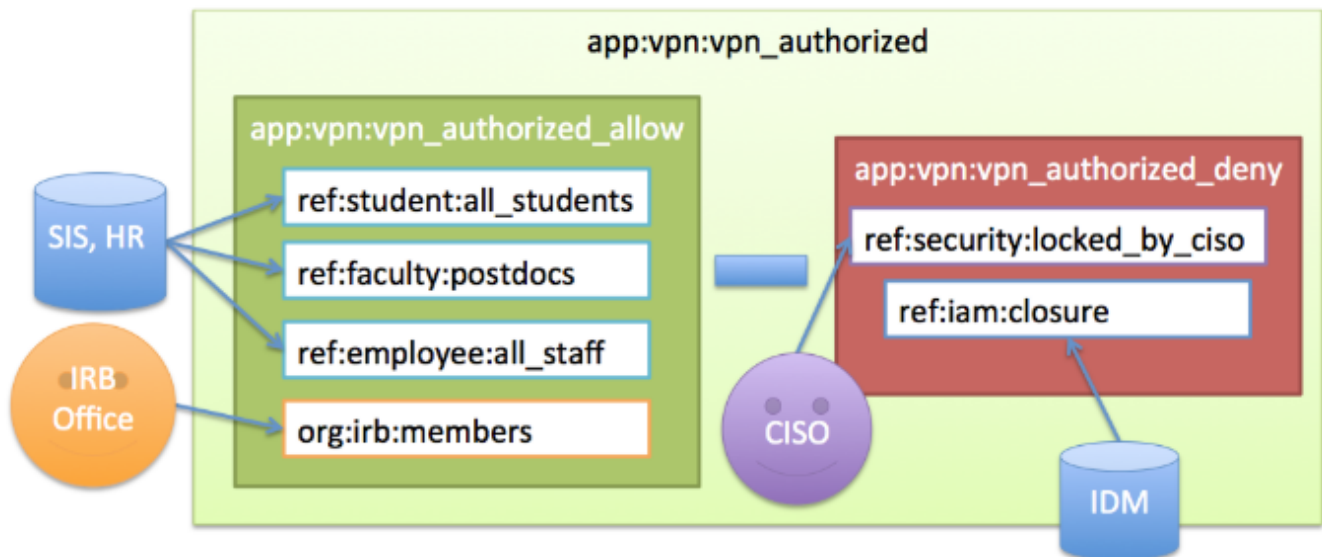 app:vpn:vpn_authorized
app:vpn:vpn_authorized_allow
ref:student:all_students
ref:faculty:postdocs
ref:employee:all_staff
org:irb:members
SIS, HR
IRB
Office
app:vpn:vpn_authorized_deny
ref:security:locked_by_ciso
ref:iam:closure
CISO
IDM